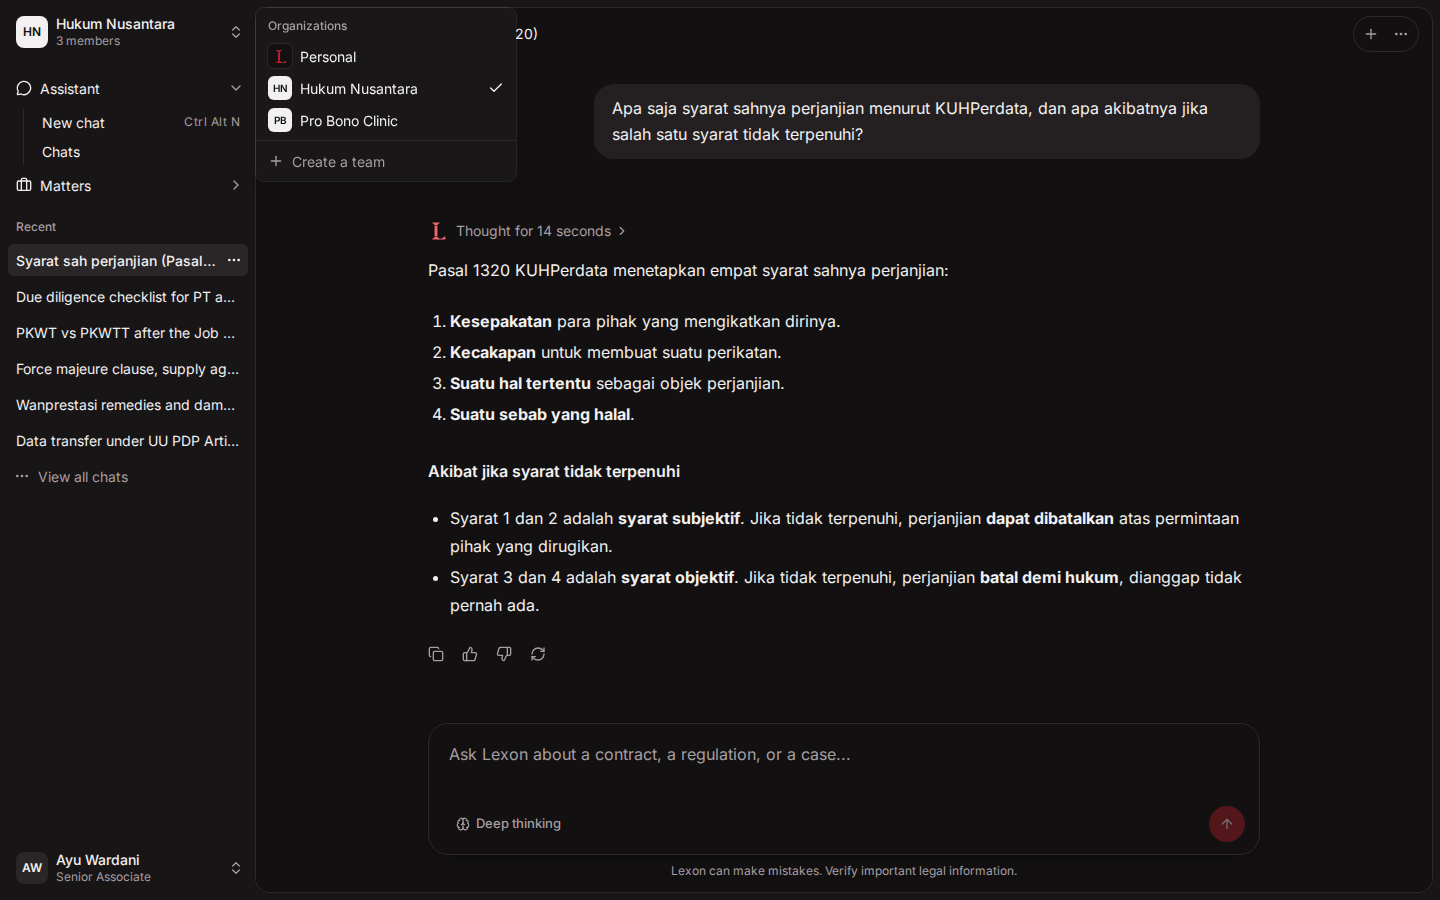 HN
Hukum Nusantara
3 members
Assistant
New chat
Ctrl Alt N
Chats
Matters
Recent
Syarat sah perjanjian (Pasal...
Due diligence checklist for PT a...
PKWT vs PKWTT after the Job ...
Force majeure clause, supply ag...
Wanprestasi remedies and dam...
Data transfer under UU PDP Arti...
View all chats
AW
Ayu Wardani
Senior Associate
Organizations
L Personal
HN Hukum Nusantara
PB Pro Bono Clinic
Create a team
20)
Apa saja syarat sahnya perjanjian menurut KUHPerdata, dan apa akibatnya jika
salah satu syarat tidak terpenuhi?
L Thought for 14 seconds
Pasal 1320 KUHPerdata menetapkan empat syarat sahnya perjanjian:
1. Kesepakatan para pihak yang mengikatkan dirinya.
2. Kecakapan untuk membuat suatu perikatan.
3. Suatu hal tertentu sebagai objek perjanjian.
4. Suatu sebab yang halal.
Akibat jika syarat tidak terpenuhi
• Syarat 1 dan 2 adalah syarat subjektif. Jika tidak terpenuhi, perjanjian dapat dibatalkan atas permintaan
pihak yang dirugikan.
• Syarat 3 dan 4 adalah syarat objektif. Jika tidak terpenuhi, perjanjian batal demi hukum, dianggap tidak
pernah ada.
Ask Lexon about a contract, a regulation, or a case...
Deep thinking
Lexon can make mistakes. Verify important legal information.